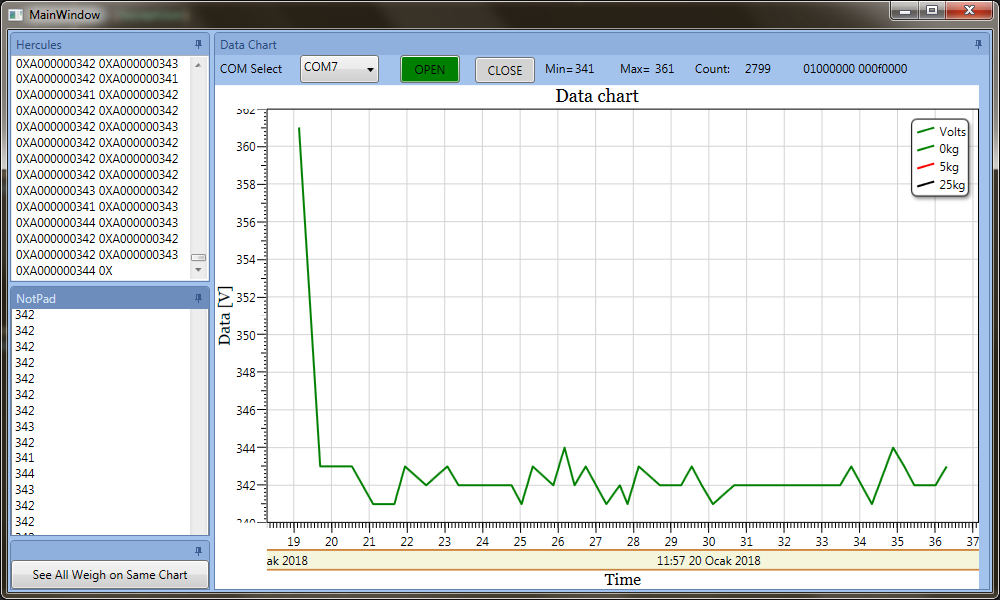 MainWindow
Hercules
0XA000000342 0XA000000343
0XA000000342 0XA000000341
0XA000000341 0XA000000342
0XA000000342 0XA000000342
0XA000000342 0XA000000343
0XA000000342 0XA000000342
0XA000000342 0XA000000342
0XA000000342 0XA000000342
0XA000000343 0XA000000342
0XA000000341 0XA000000343
0XA000000344 0XA000000343
0XA000000342 0XA000000342
0XA000000342 0XA000000343
0XA000000344 0X
NotPad
342
342
342
342
342
342
342
343
342
341
344
343
342
342
342
See All Weigh on Same Chart
Data Chart
COM Select COM7 OPEN CLOSE Min= 341 Max= 361 Count: 2799 01000000 000f0000
Data chart
Volts
0kg
5kg
25kg
Data [V]
362
360
358
356
354
352
350
348
346
344
342
340
19 20 21 22 23 24 25 26 27 28 29 30 31 32 33 34 35 36 37
ak 2018 11:57 20 Ocak 2018
Time